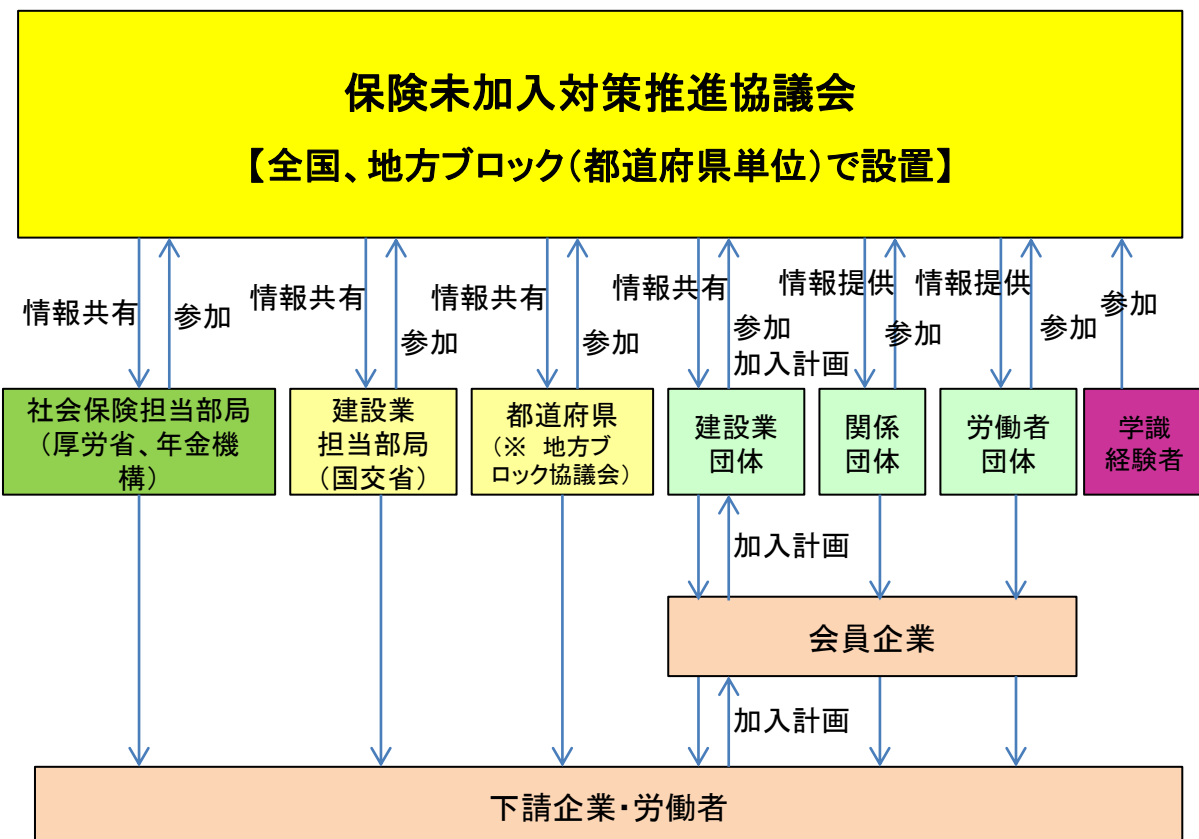 保険未加入対策推進協議会
【全国、地方ブロック（都道府県単位）で設置】
情報共有
参加
情報共有
参加
情報共有
参加
情報共有
参加
加入計画
情報提供
参加
情報提供
参加
参加
社会保険担当部局
（厚労省、年金機
構）
建設業
担当部局
（国交省）
都道府県
（※ 地方ブ
ロック協議会）
建設業
団体
関係
団体
労働者
団体
学識
経験者
加入計画
会員企業
加入計画
下請企業・労働者